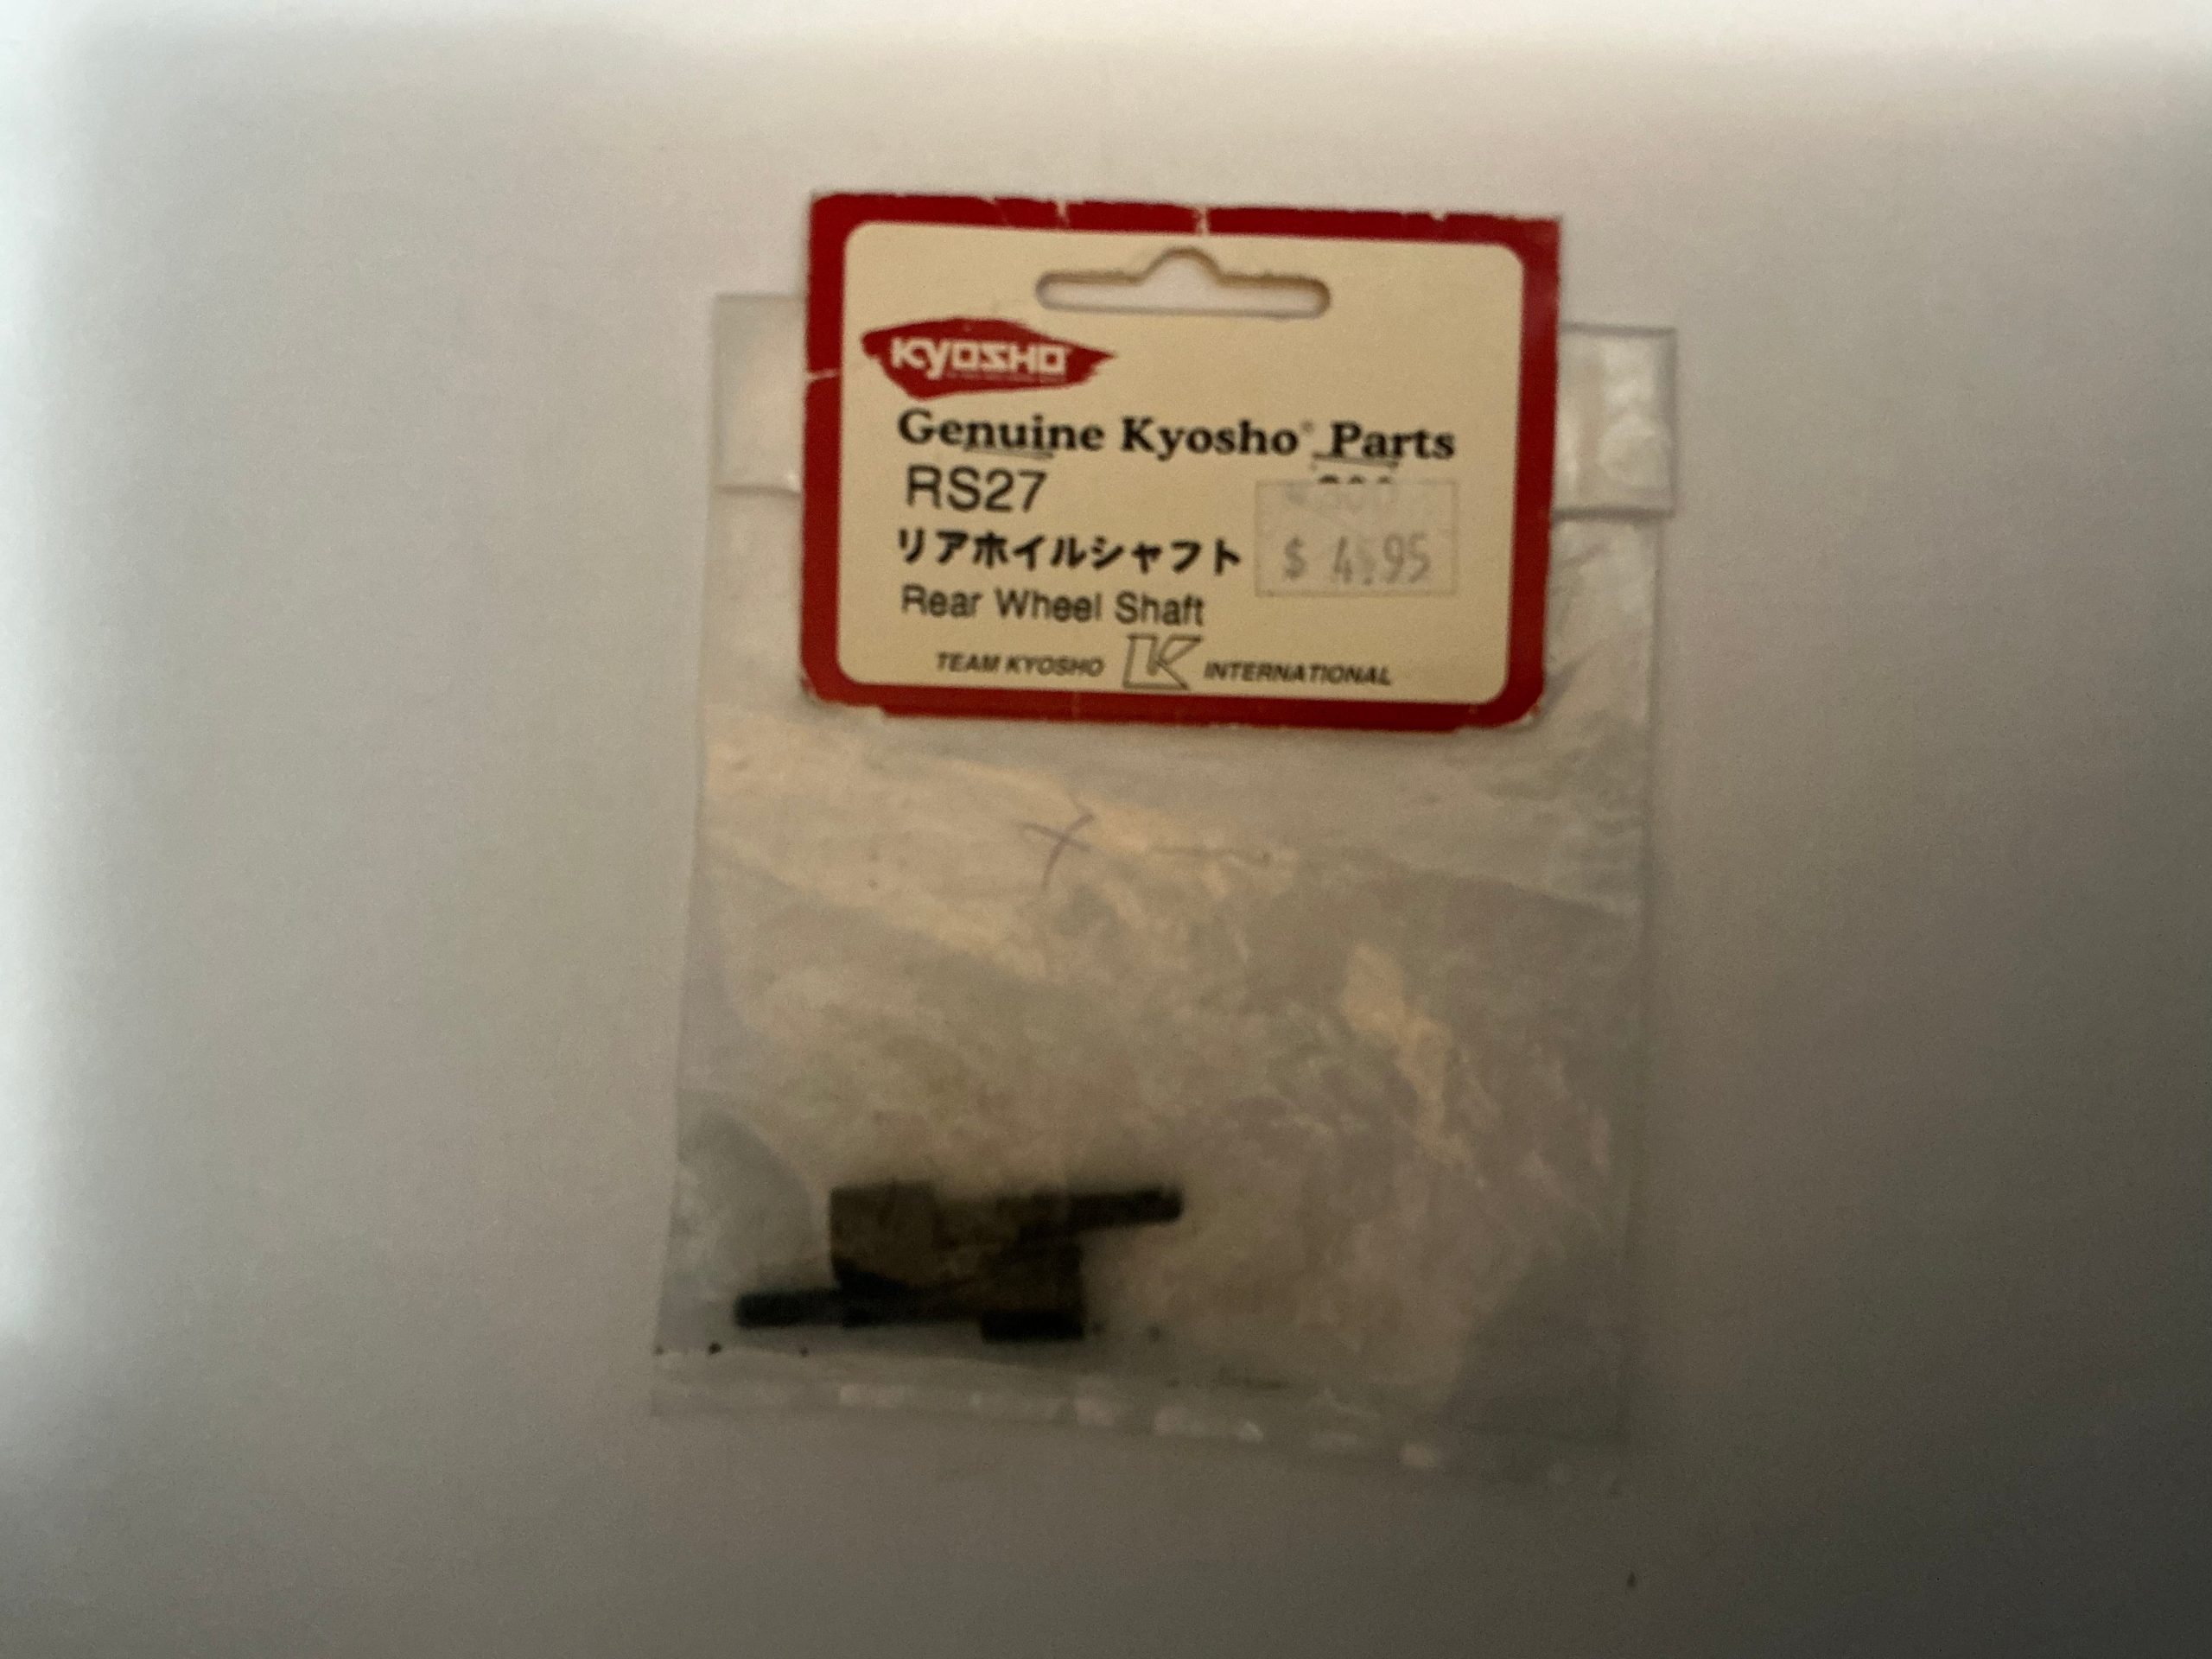 KYOSHO
Genuine Kyosho® Parts
RS27
リアホイルシャフト
$ 4.95
Rear Wheel Shaft
TEAM KYOSHO K INTERNATIONAL